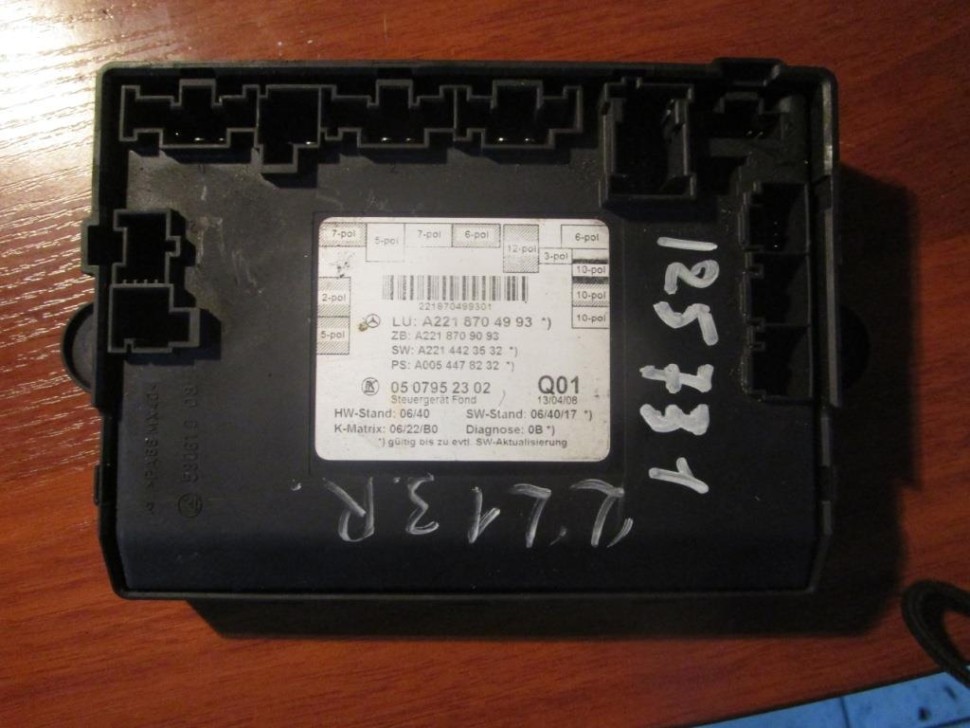 7-pol
5-pol
7-pol
6-pol
12-pol
3-pol
6-pol
10-pol
10-pol
10-pol
2-pol
5-pol
221870499301
LU: A221 870 49 93 *)
ZB: A221 870 90 93
SW: A221 442 35 32 *)
PS: A005 447 82 32 *)
05 0795 23 02
Q01
Steuergerät Fond
13/04/06
HW-Stand: 06/40 SW-Stand: 06/40/17 *)
K-Matrix: 06/22/B0 Diagnose: 0B *)
*) gültig bis zu evtl. SW-Aktualisierung
125731